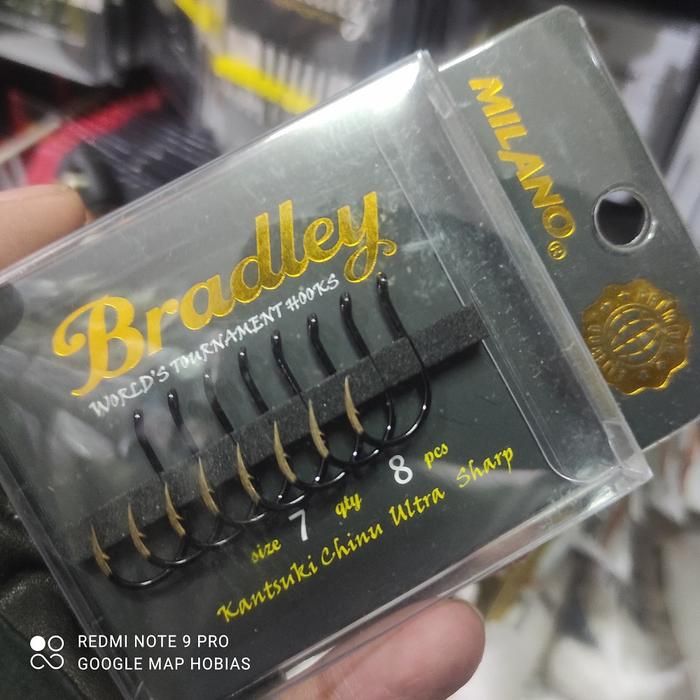 MILANO®
Bradley
WORLD'S TOURNAMENT HOOKS
size 7 qty 8 pcs
Kantsuki Chinu Ultra Sharp
REDMI NOTE 9 PRO
GOOGLE MAP HOBIAS